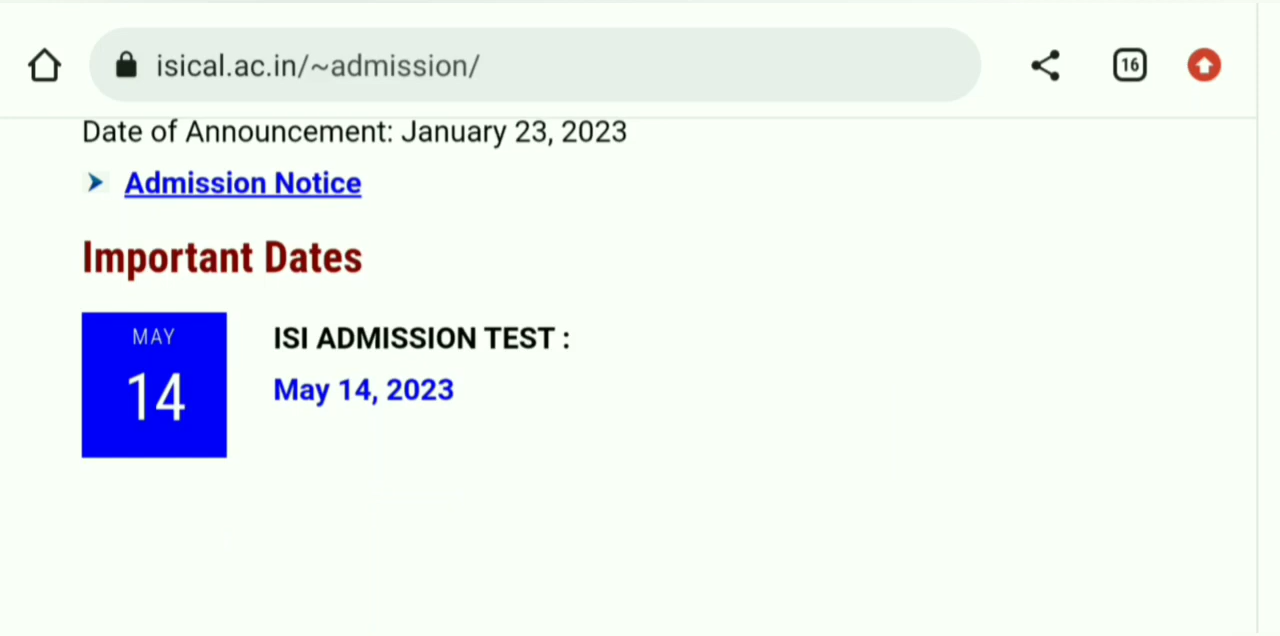 isical.ac.in/~admission/
16
Date of Announcement: January 23, 2023
Admission Notice
Important Dates
MAY
14
ISI ADMISSION TEST :
May 14, 2023